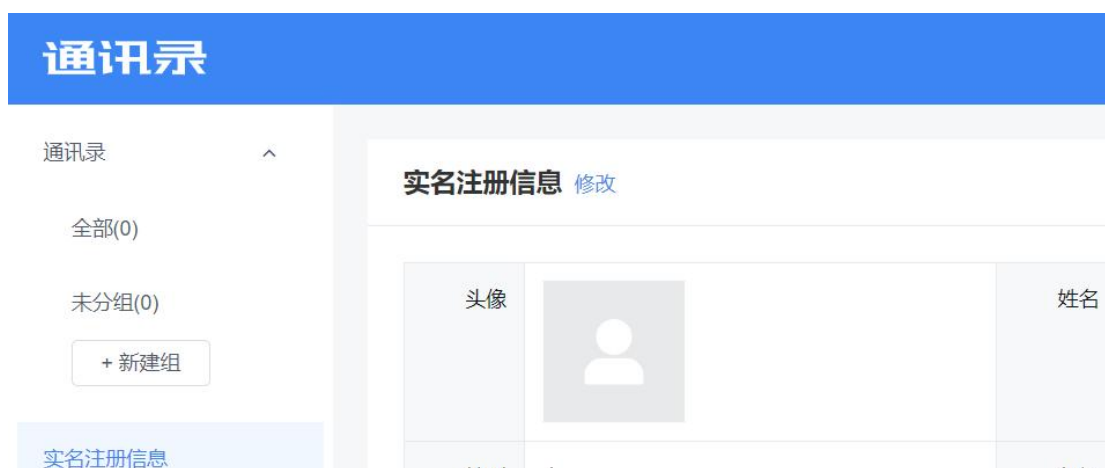 通讯录
通讯录
实名注册信息 修改
全部(0)
未分组(0)
头像
姓名
+ 新建组
实名注册信息